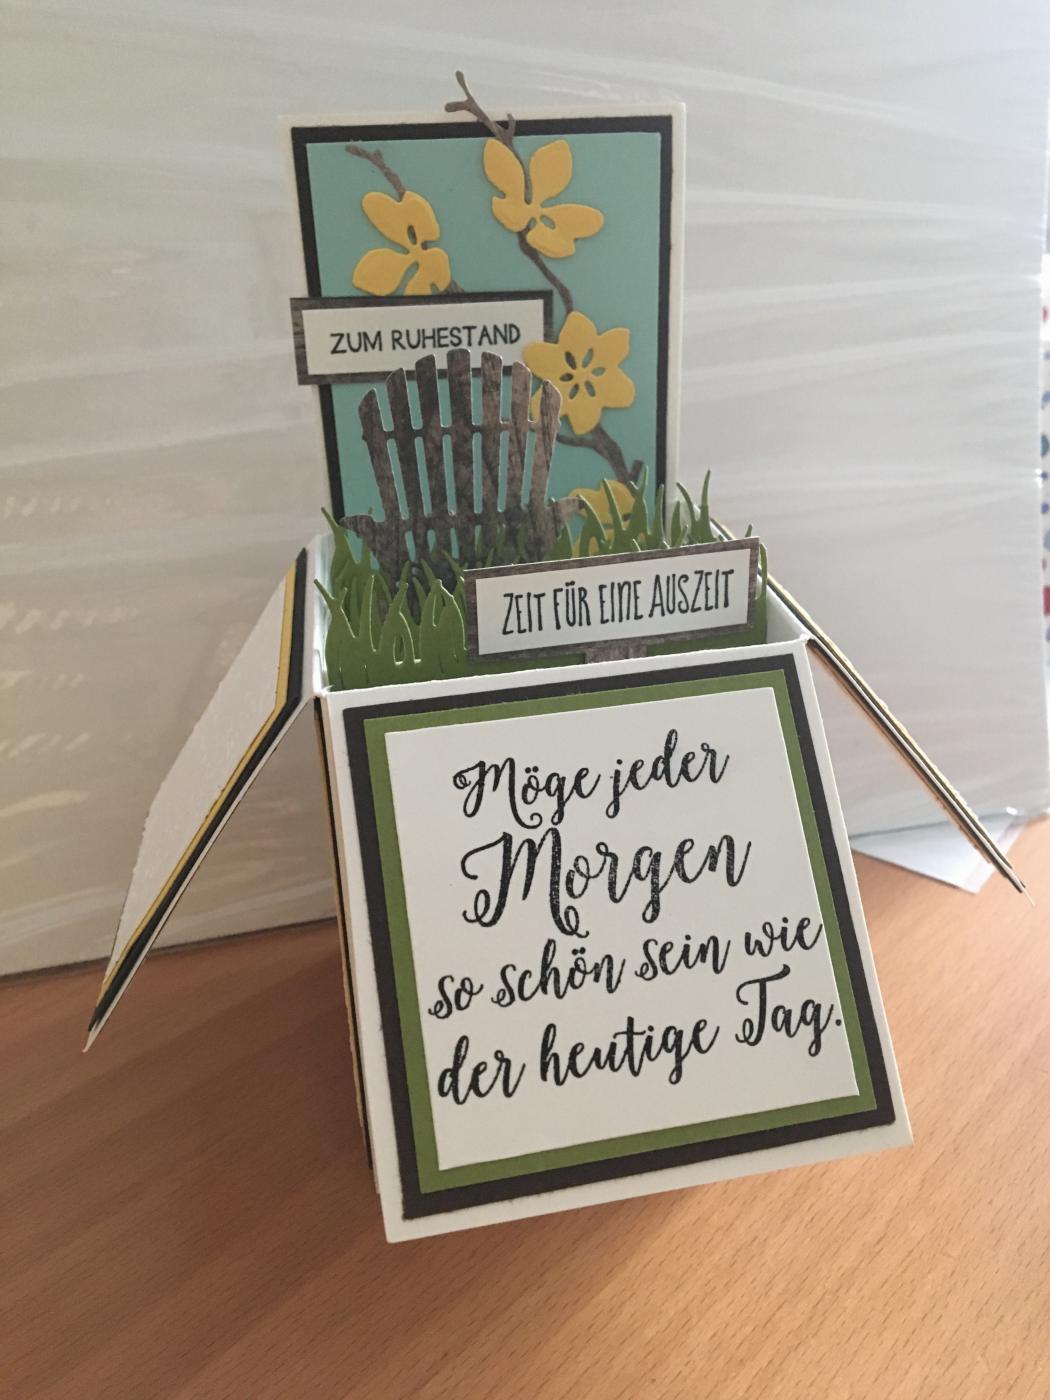 ZUM RUHESTAND
ZEIT FÜR EINE AUSZEIT
Möge jeder
Morgen
so schön sein wie
der heutige Tag.